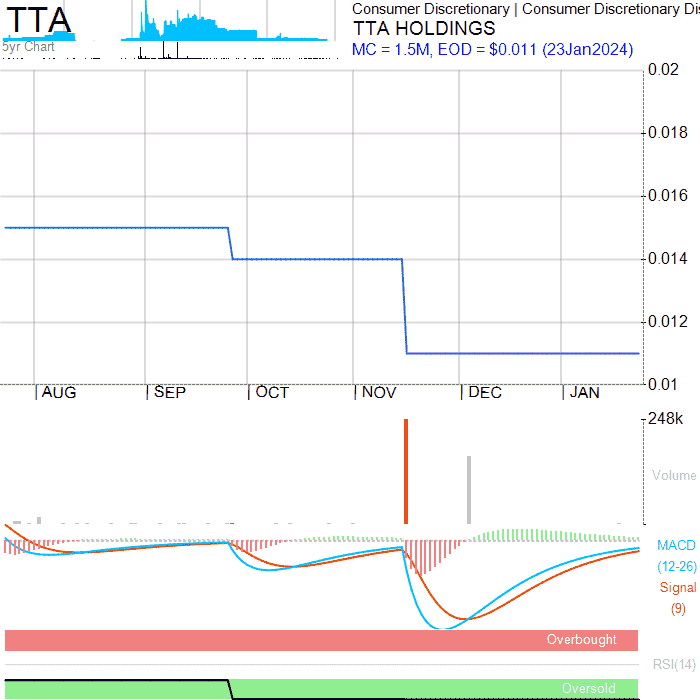 TTA
5yr Chart
Consumer Discretionary | Consumer Discretionary Dis
TTA HOLDINGS
MC = 1.5M, EOD = $0.011 (23Jan2024)
0.02
0.018
0.016
0.014
0.012
0.01
AUG SEP OCT NOV DEC JAN
248k
Volume
MACD
(12-26)
Signal
(9)
Overbought
RSI(14)
Oversold